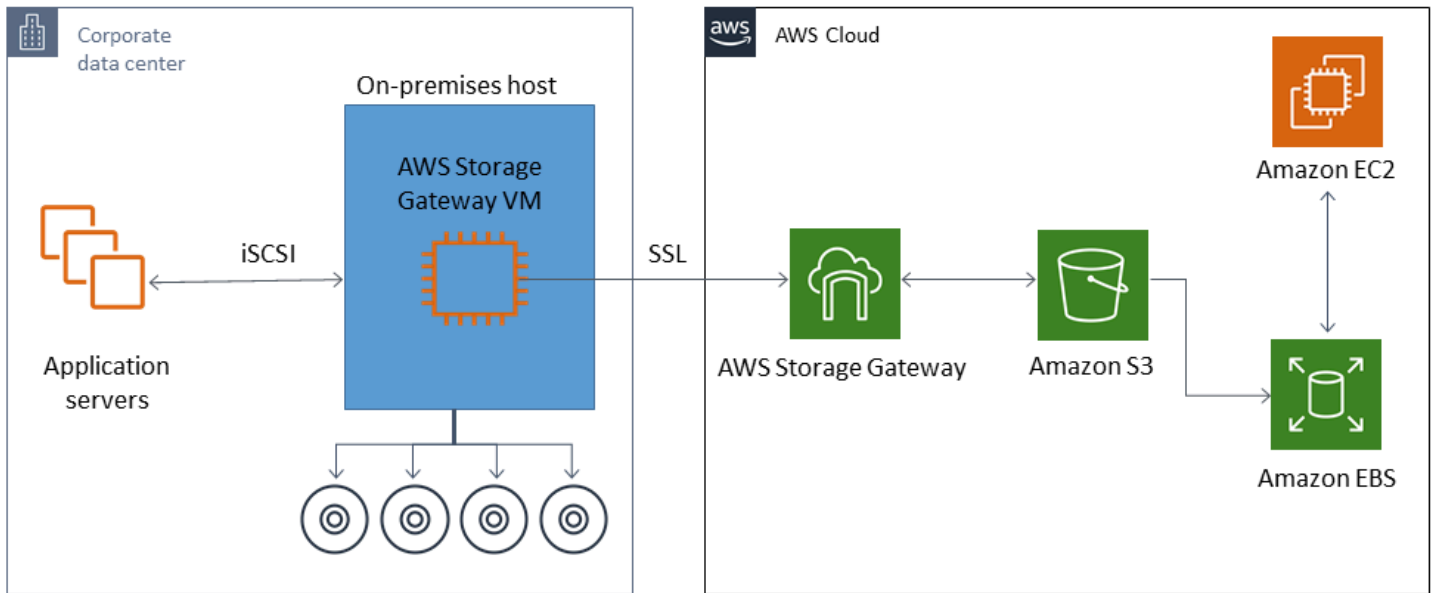 Corporate
data center
On-premises host
AWS Storage
Gateway VM
iSCSI
Application
servers
SSL
aws
AWS Cloud
Amazon EC2
AWS Storage Gateway
Amazon S3
Amazon EBS